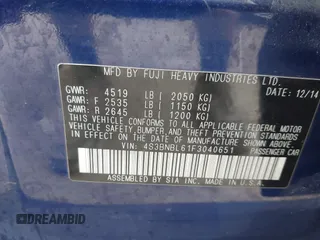 MFD BY FUJI HEAVY INDUSTRIES LTD.
GVWR: 4519 LB ( 2050 KG) DATE: 12/14
GAWR: F 2535 LB ( 1150 KG)
GAWR: R 2645 LB ( 1200 KG)
THIS VEHICLE CONFORMS TO ALL APPLICABLE FEDERAL MOTOR
VEHICLE SAFETY, BUMPER, AND THEFT PREVENTION STANDARDS
IN EFFECT ON THE DATE OF MANUFACTURE SHOWN ABOVE.
VIN: 4S3BNBL61F3040651 PASSENGER CAR
ASSEMBLED BY SIA INC. MADE IN U.S.A.